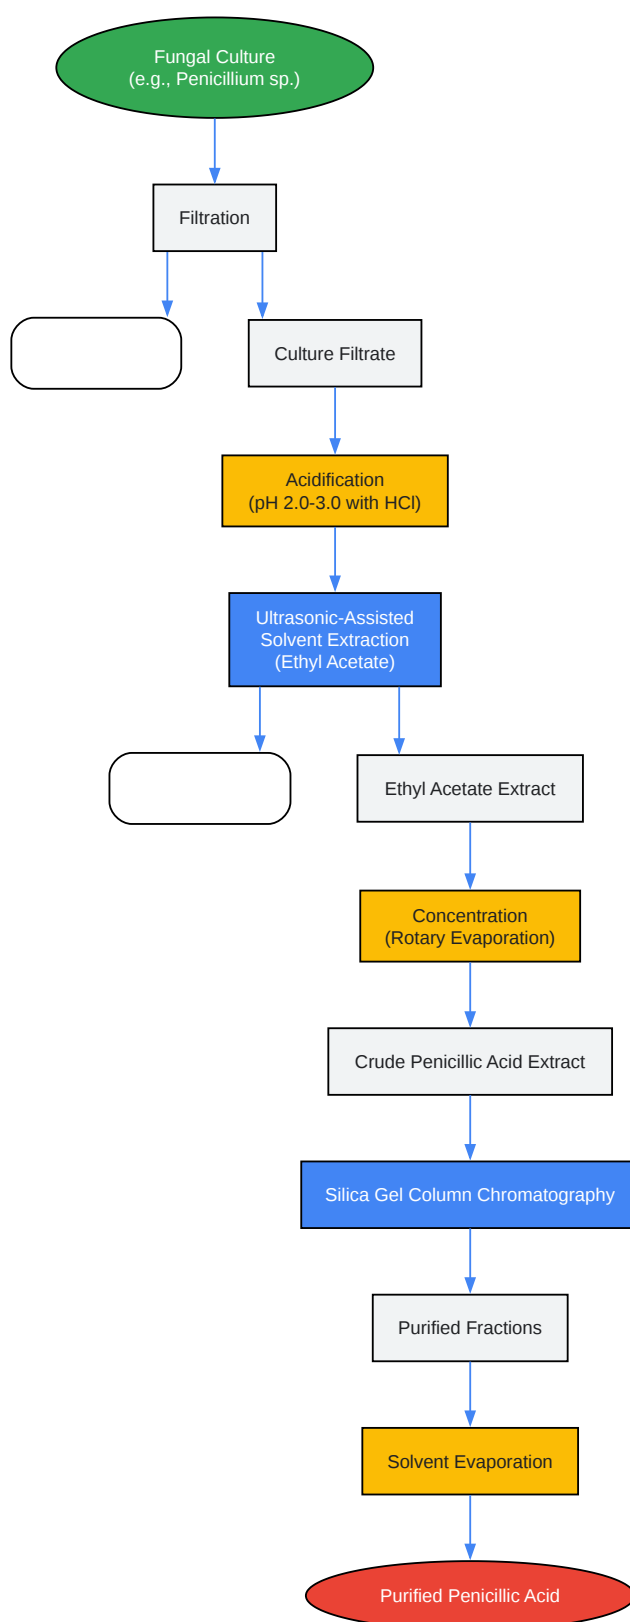 Fungal Culture
(e.g., Penicillium sp.)
Filtration
Culture Filtrate
Acidification
(pH 2.0-3.0 with HCl)
Ultrasonic-Assisted
Solvent Extraction
(Ethyl Acetate)
Ethyl Acetate Extract
Concentration
(Rotary Evaporation)
Crude Penicillic Acid Extract
Silica Gel Column Chromatography
Purified Fractions
Solvent Evaporation
Purified Penicillic Acid